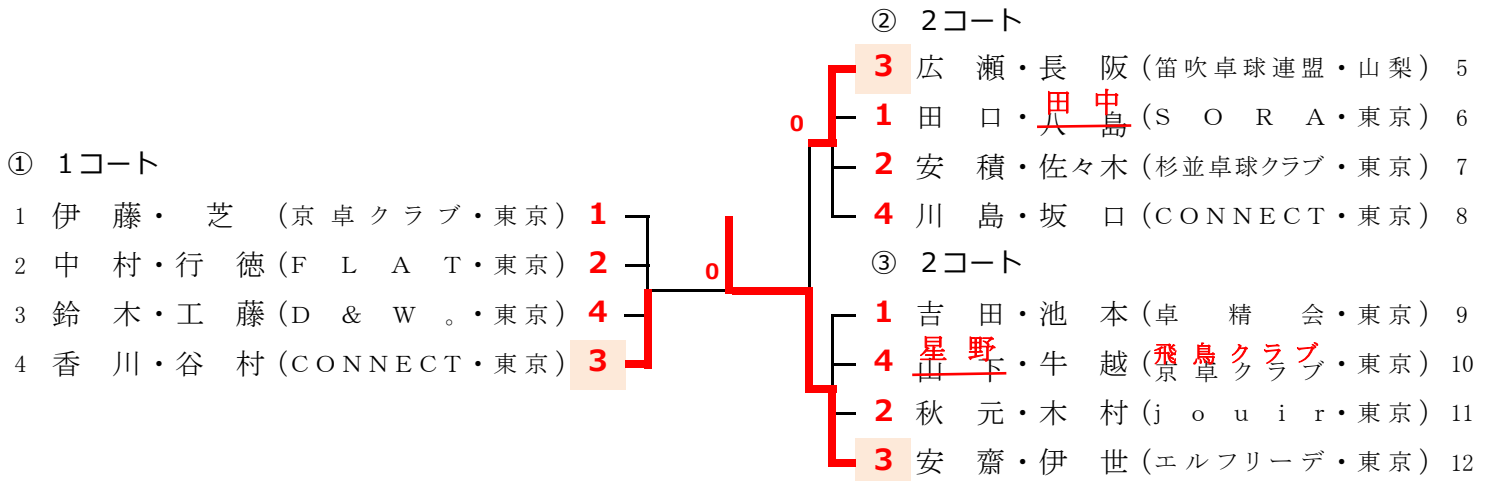 ① 1コート
1 伊 藤・ 芝 (京卓クラブ・東京) 1
2 中 村・行 徳 (FLAT・東京) 2
3 鈴 木・工 藤 (D&W。・東京) 4
4 香 川・谷 村 (CONNECT・東京) 3
0
0
② 2コート
3 広 瀬・長 阪 (笛吹卓球連盟・山梨) 5
田 中
1 田 口・八 島 (SORA・東京) 6
2 安 積・佐々木 (杉並卓球クラブ・東京) 7
4 川 島・坂 口 (CONNECT・東京) 8
③ 2コート
1 吉 田・池 本 (卓 精 会・東京) 9
星 野 飛鳥クラブ
4 山 下・牛 越 (京卓クラブ・東京) 10
2 秋 元・木 村 (jouir・東京) 11
3 安 齋・伊 世 (エルフリーデ・東京) 12